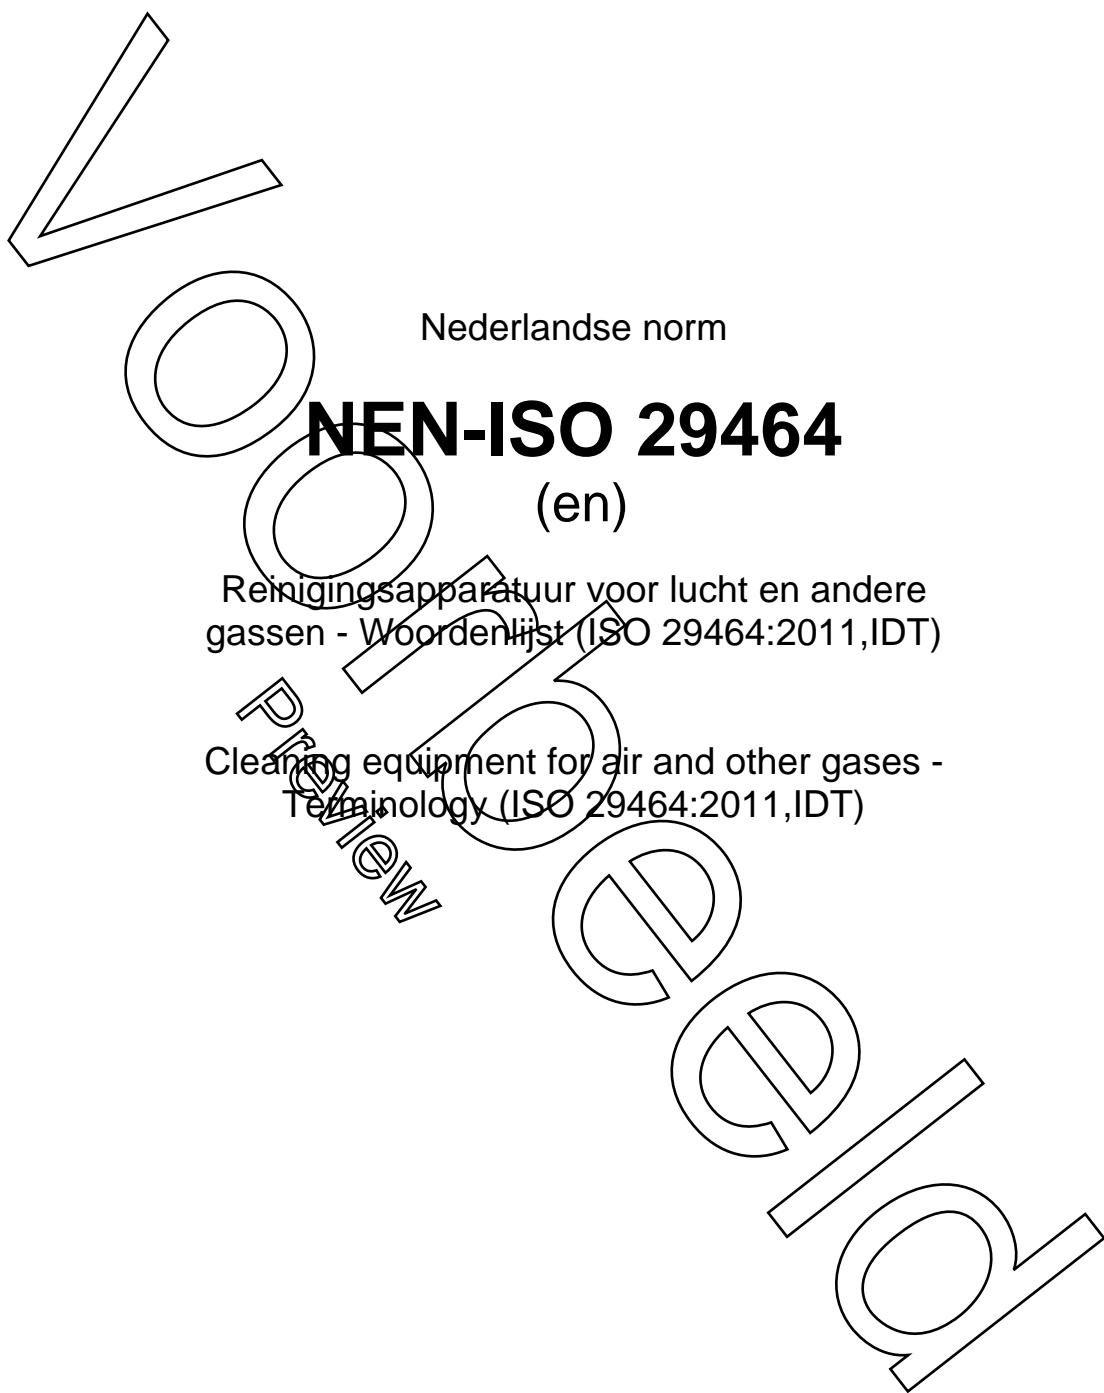 Nederlandse norm
NEN-ISO 29464
(en)
Reinigingsapparatuur voor lucht en andere
gassen - Woordenlijst (ISO 29464:2011,IDT)
Cleaning equipment for air and other gases -
Terminology (ISO 29464:2011,IDT)
Voorbeeld
Preview